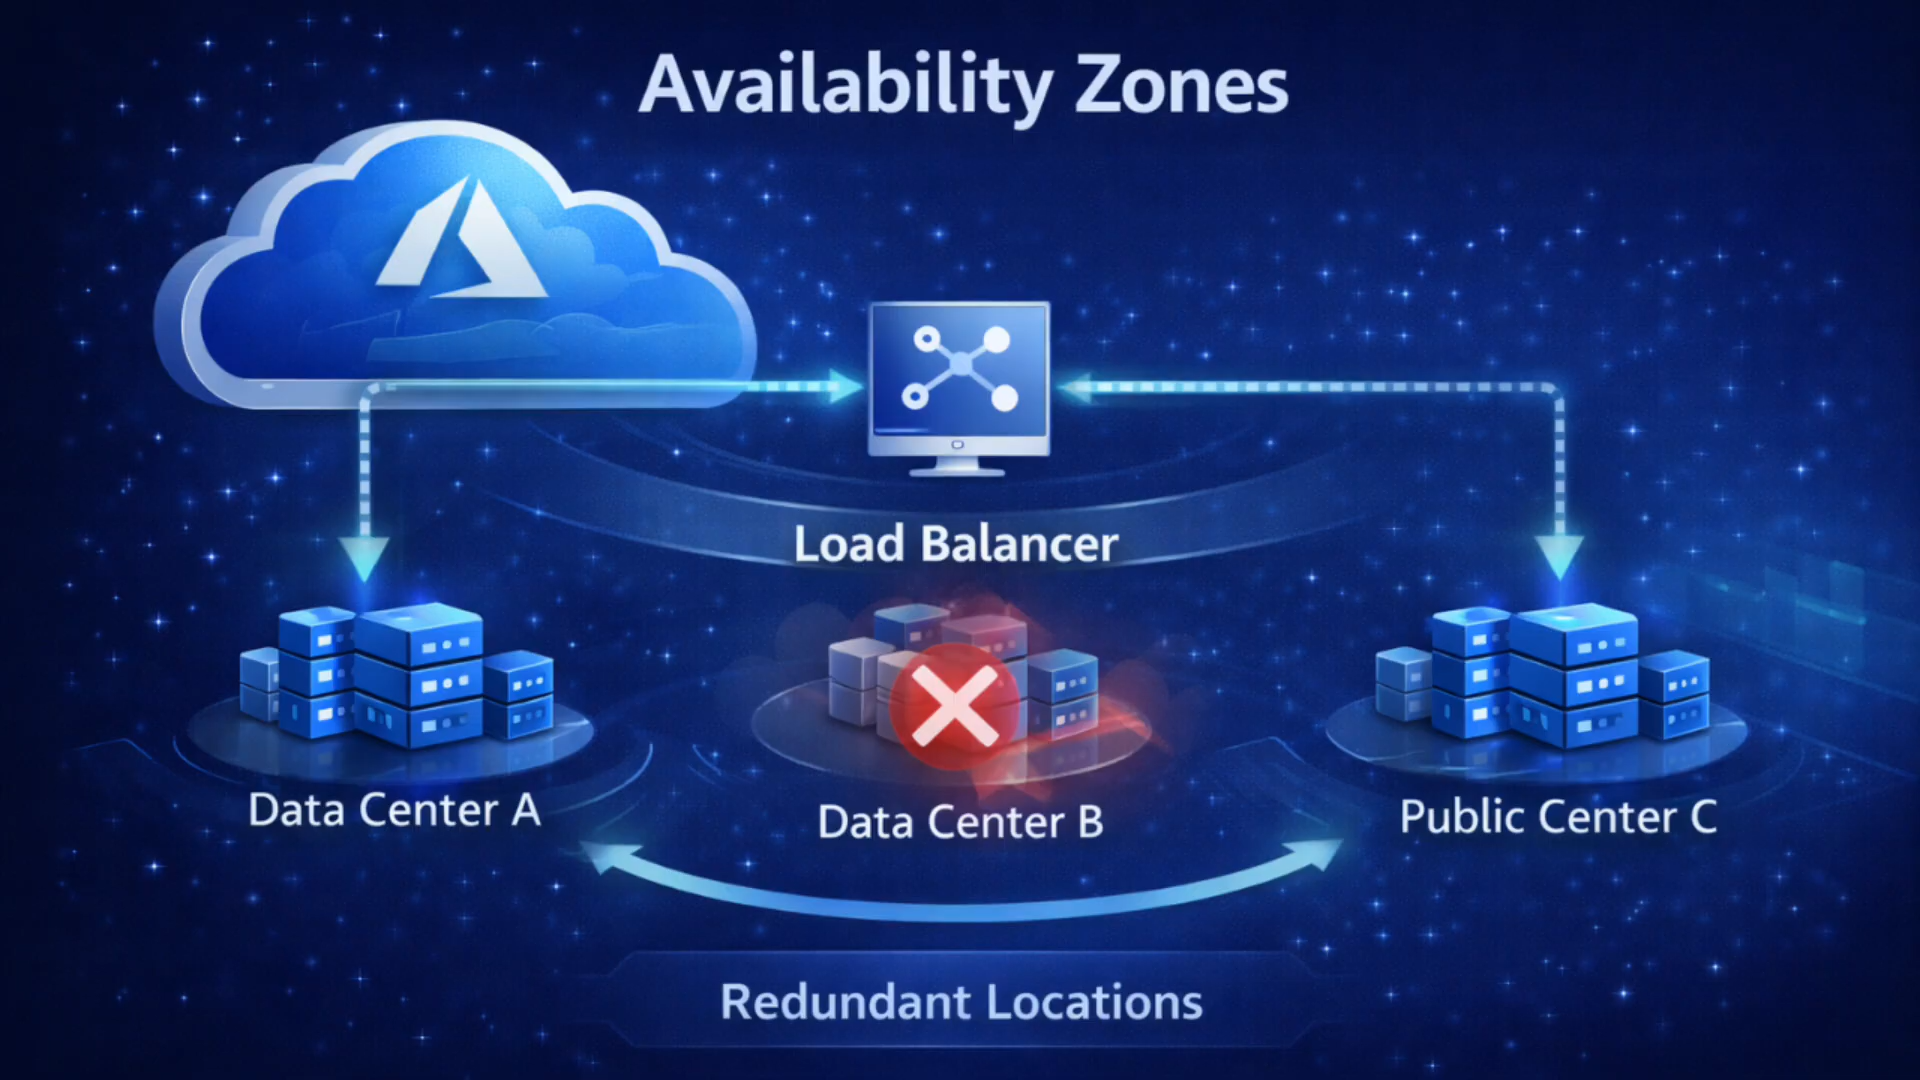 Availability Zones
Load Balancer
Data Center A
Data Center B
Public Center C
Redundant Locations